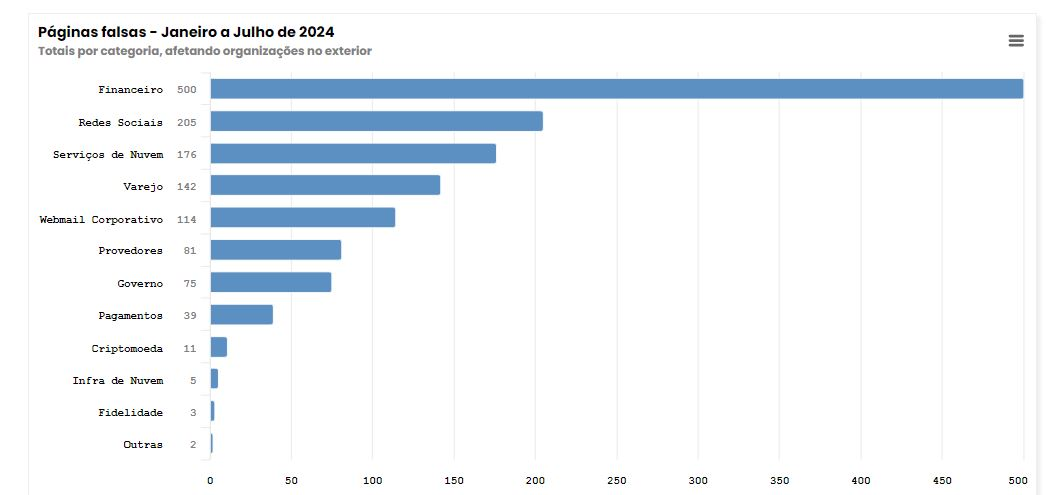 Páginas falsas - Janeiro a Julho de 2024
Totais por categoria, afetando organizações no exterior
Financeiro 500
Redes Sociais 205
Serviços de Nuvem 176
Varejo 142
Webmail Corporativo 114
Provedores 81
Governo 75
Pagamentos 39
Criptomoeda 11
Infra de Nuvem 5
Fidelidade 3
Outras 2
0 50 100 150 200 250 300 350 400 450 500